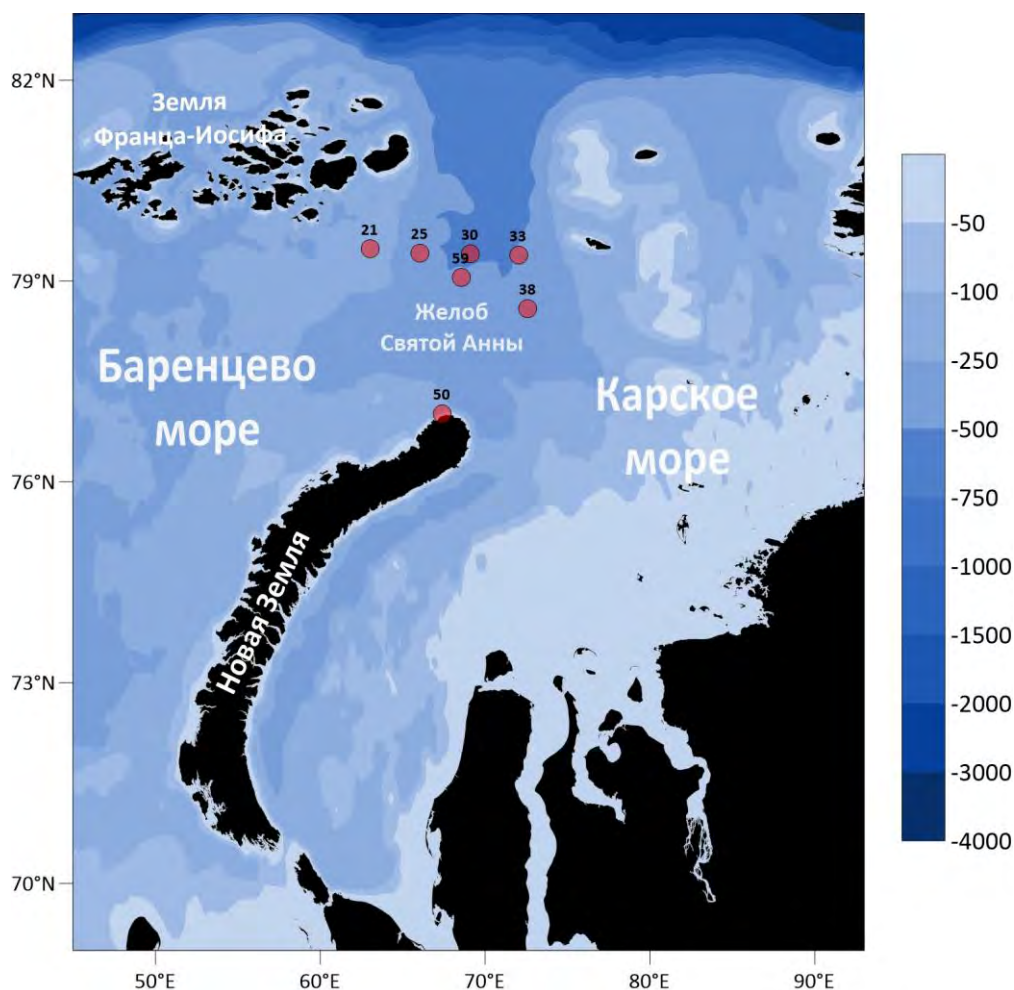 82°N
Земля
Франца-Иосифа
21
25
30
33
59
79°N
38
Желоб
Святой Анны
Баренцево
море
Карское
море
50
76°N
Новая Земля
73°N
70°N
50°E
60°E
70°E
80°E
90°E
-50
-100
-250
-500
-750
-1000
-1500
-2000
-3000
-4000